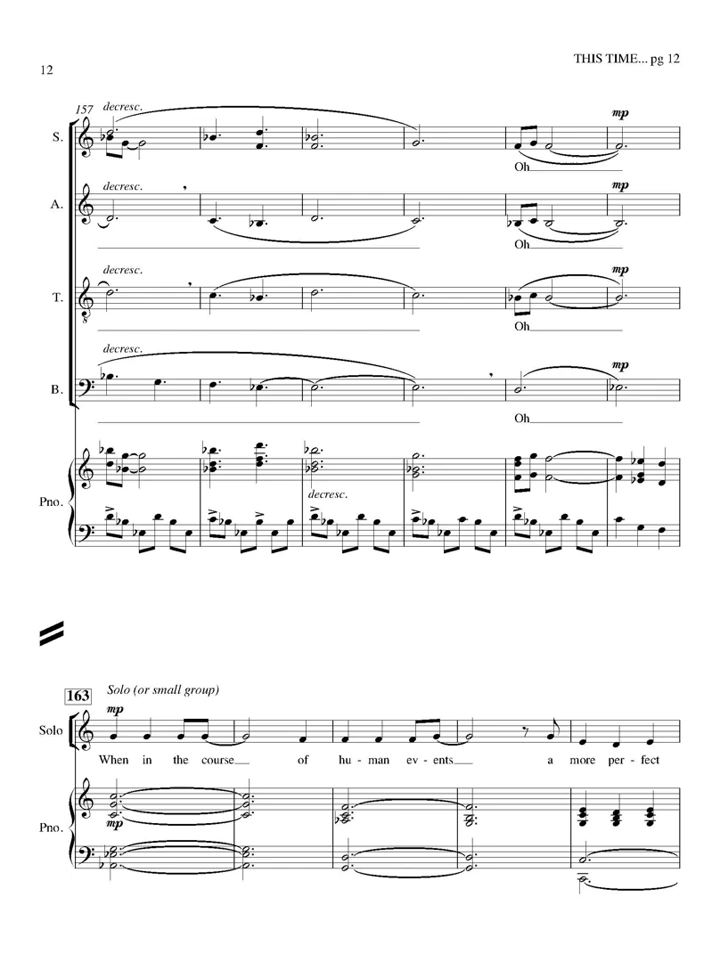 THIS TIME... pg 12
12
157 decresc.
mp
S.
Oh
decresc.
mp
A.
Oh
decresc.
mp
T.
8
Oh
decresc.
mp
B.
Oh
Pno.
decresc.
163 Solo (or small group)
mp
Solo
When in the course of hu - man ev - ents a more per - fect
Pno.
mp